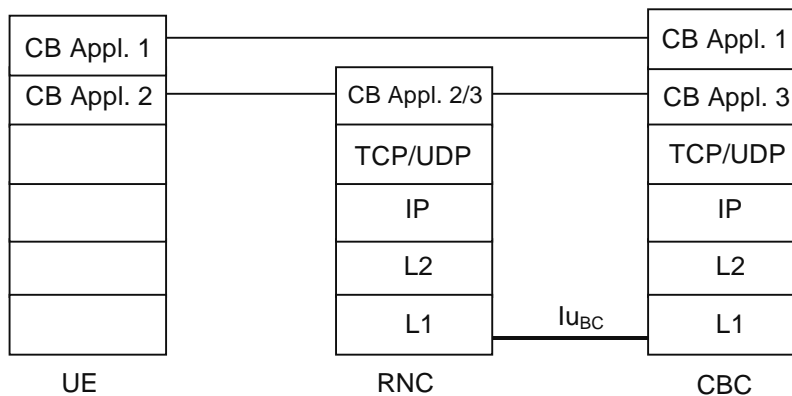 CB Appl. 1
CB Appl. 2
UE
CB Appl. 2/3
TCP/UDP
IP
L2
L1
RNC
IuBC
CB Appl. 1
CB Appl. 3
TCP/UDP
IP
L2
L1
CBC